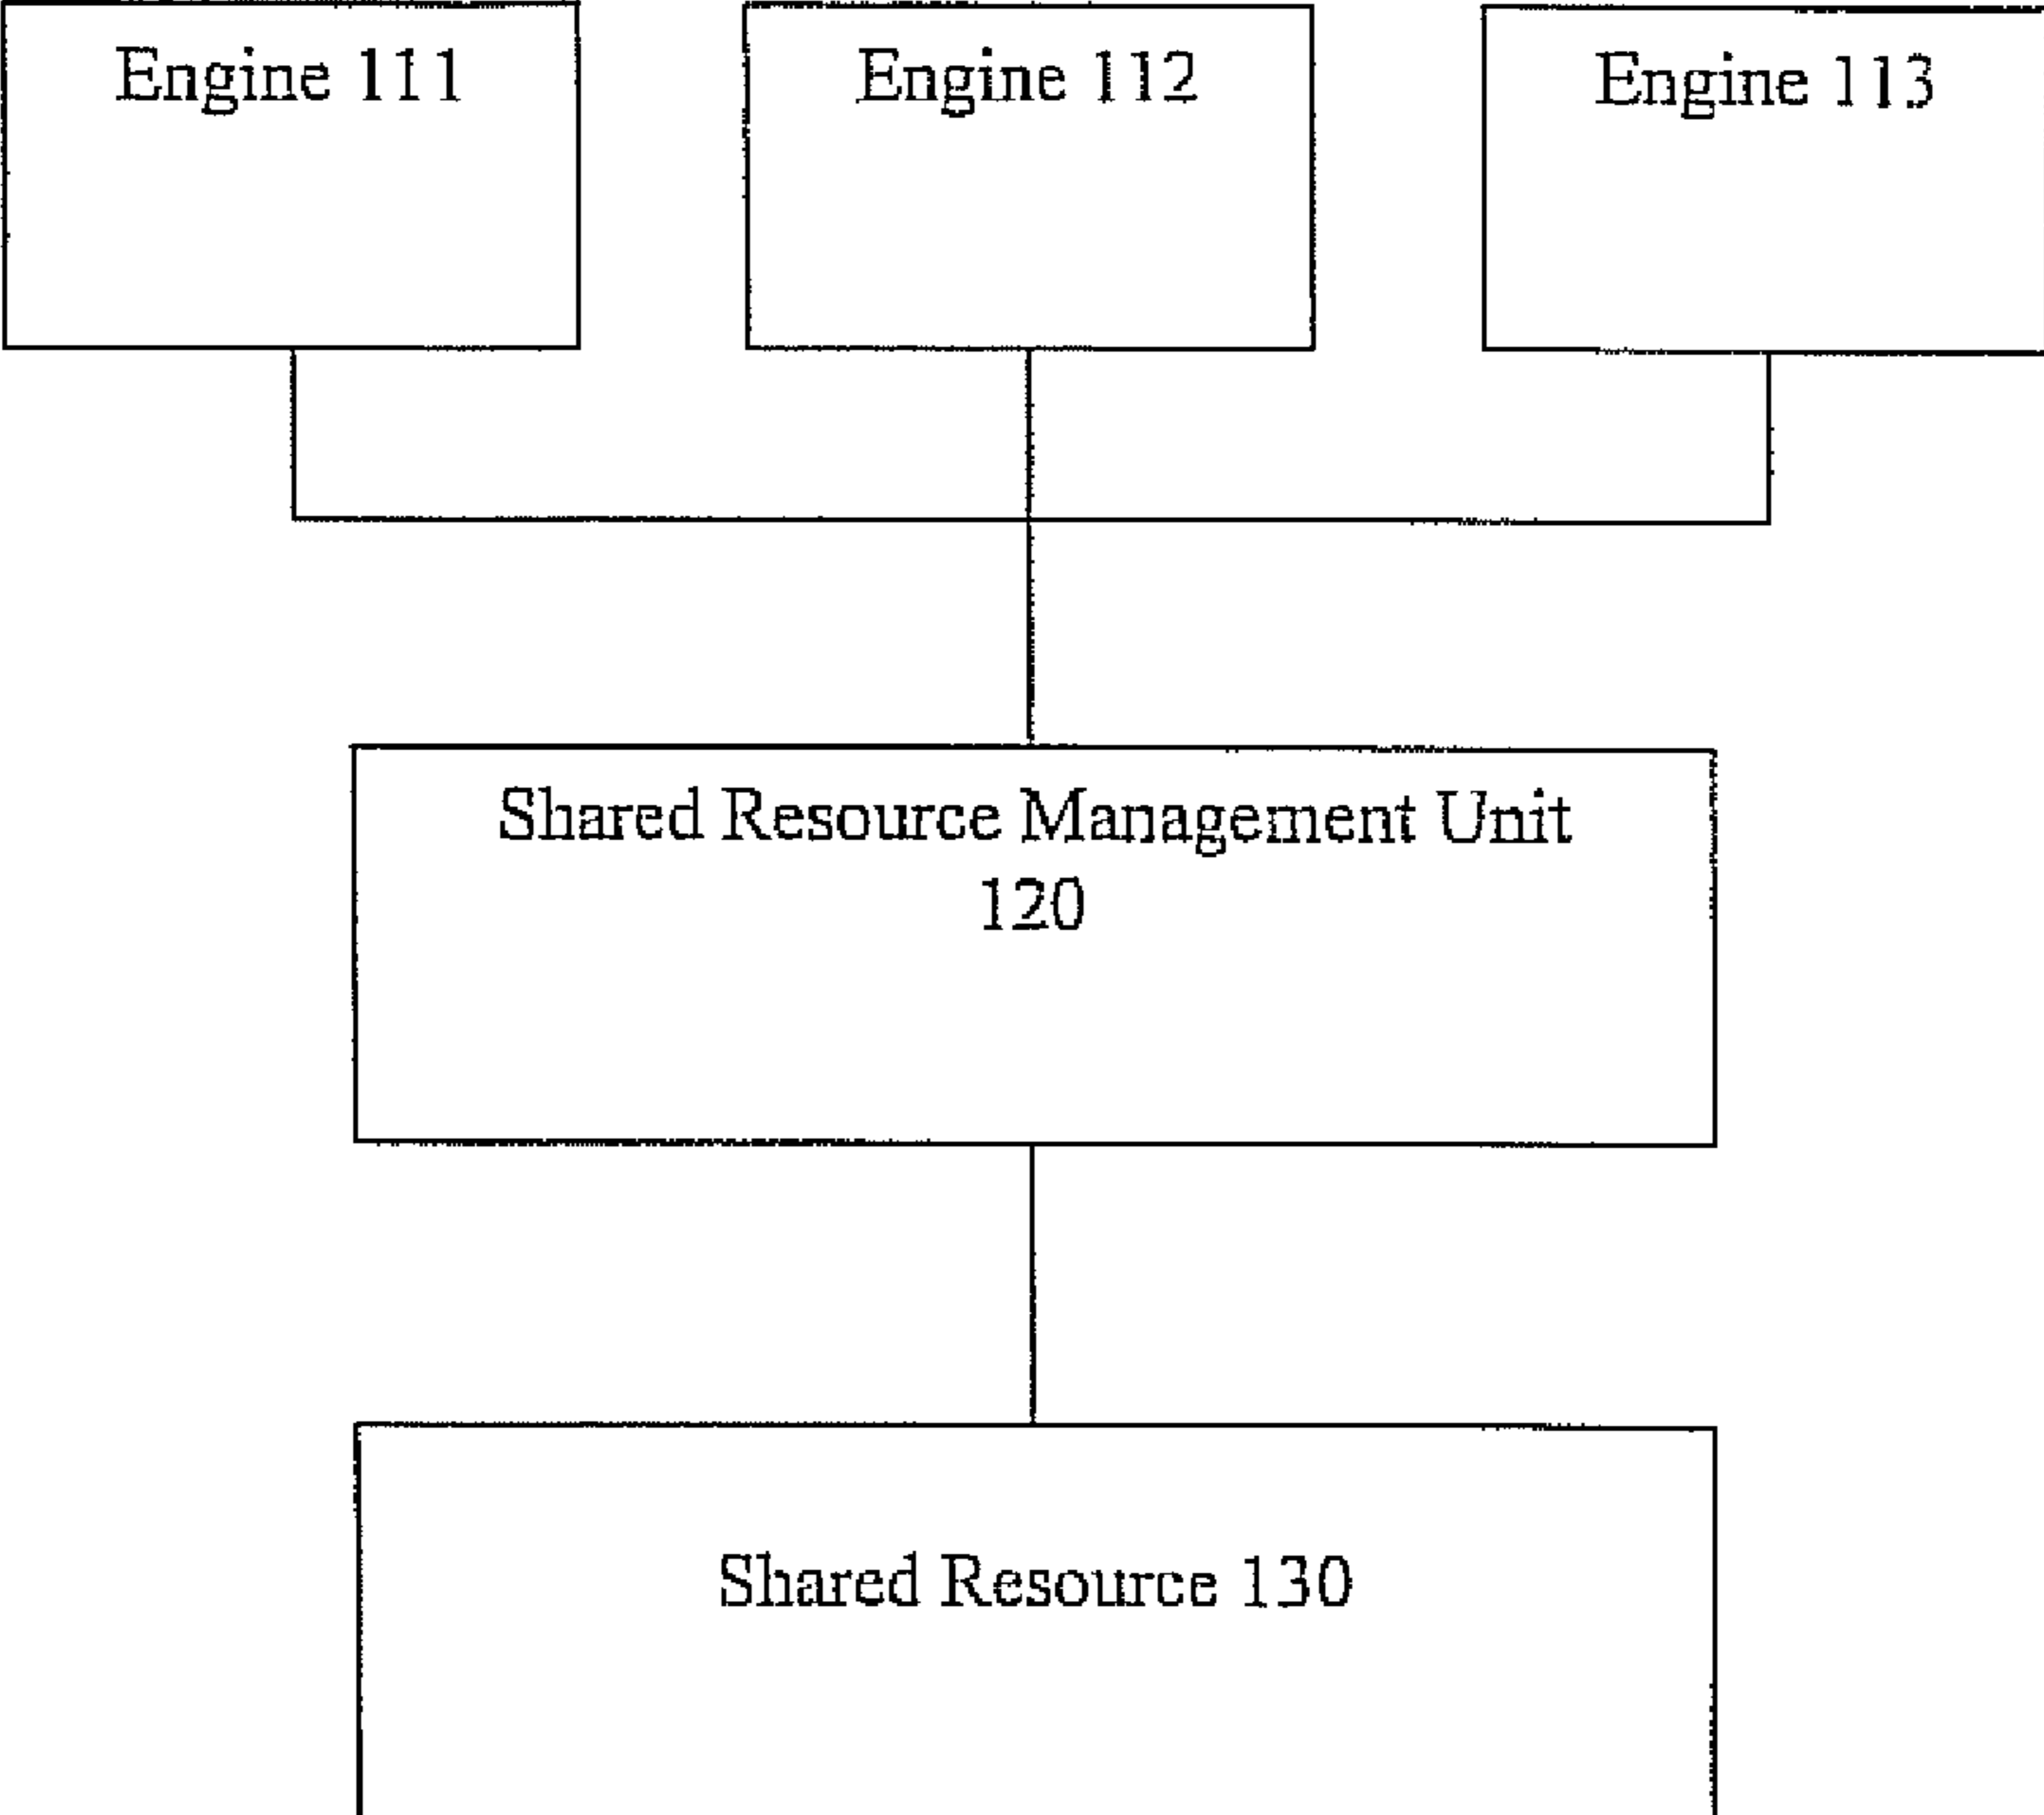 Engine 111
Engine 112
Engine 113
Shared Resource Management Unit
120
Shared Resource 130